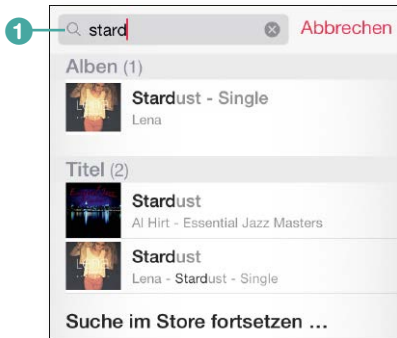 1
stard
Abbrechen
Alben (1)
Stardust - Single
Lena
Titel (2)
Stardust
Al Hirt - Essential Jazz Masters
Stardust
Lena - Stardust - Single
Suche im Store fortsetzen ...